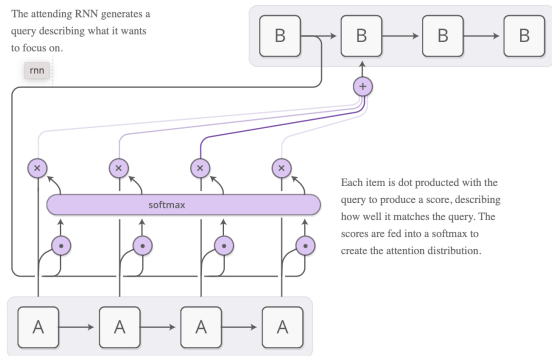 The attending RNN generates a
query describing what it wants
to focus on.
rnn
B B B B
+
× × × ×
softmax
• • • •
Each item is dot producted with the
query to produce a score, describing
how well it matches the query. The
scores are fed into a softmax to
create the attention distribution.
A A A A